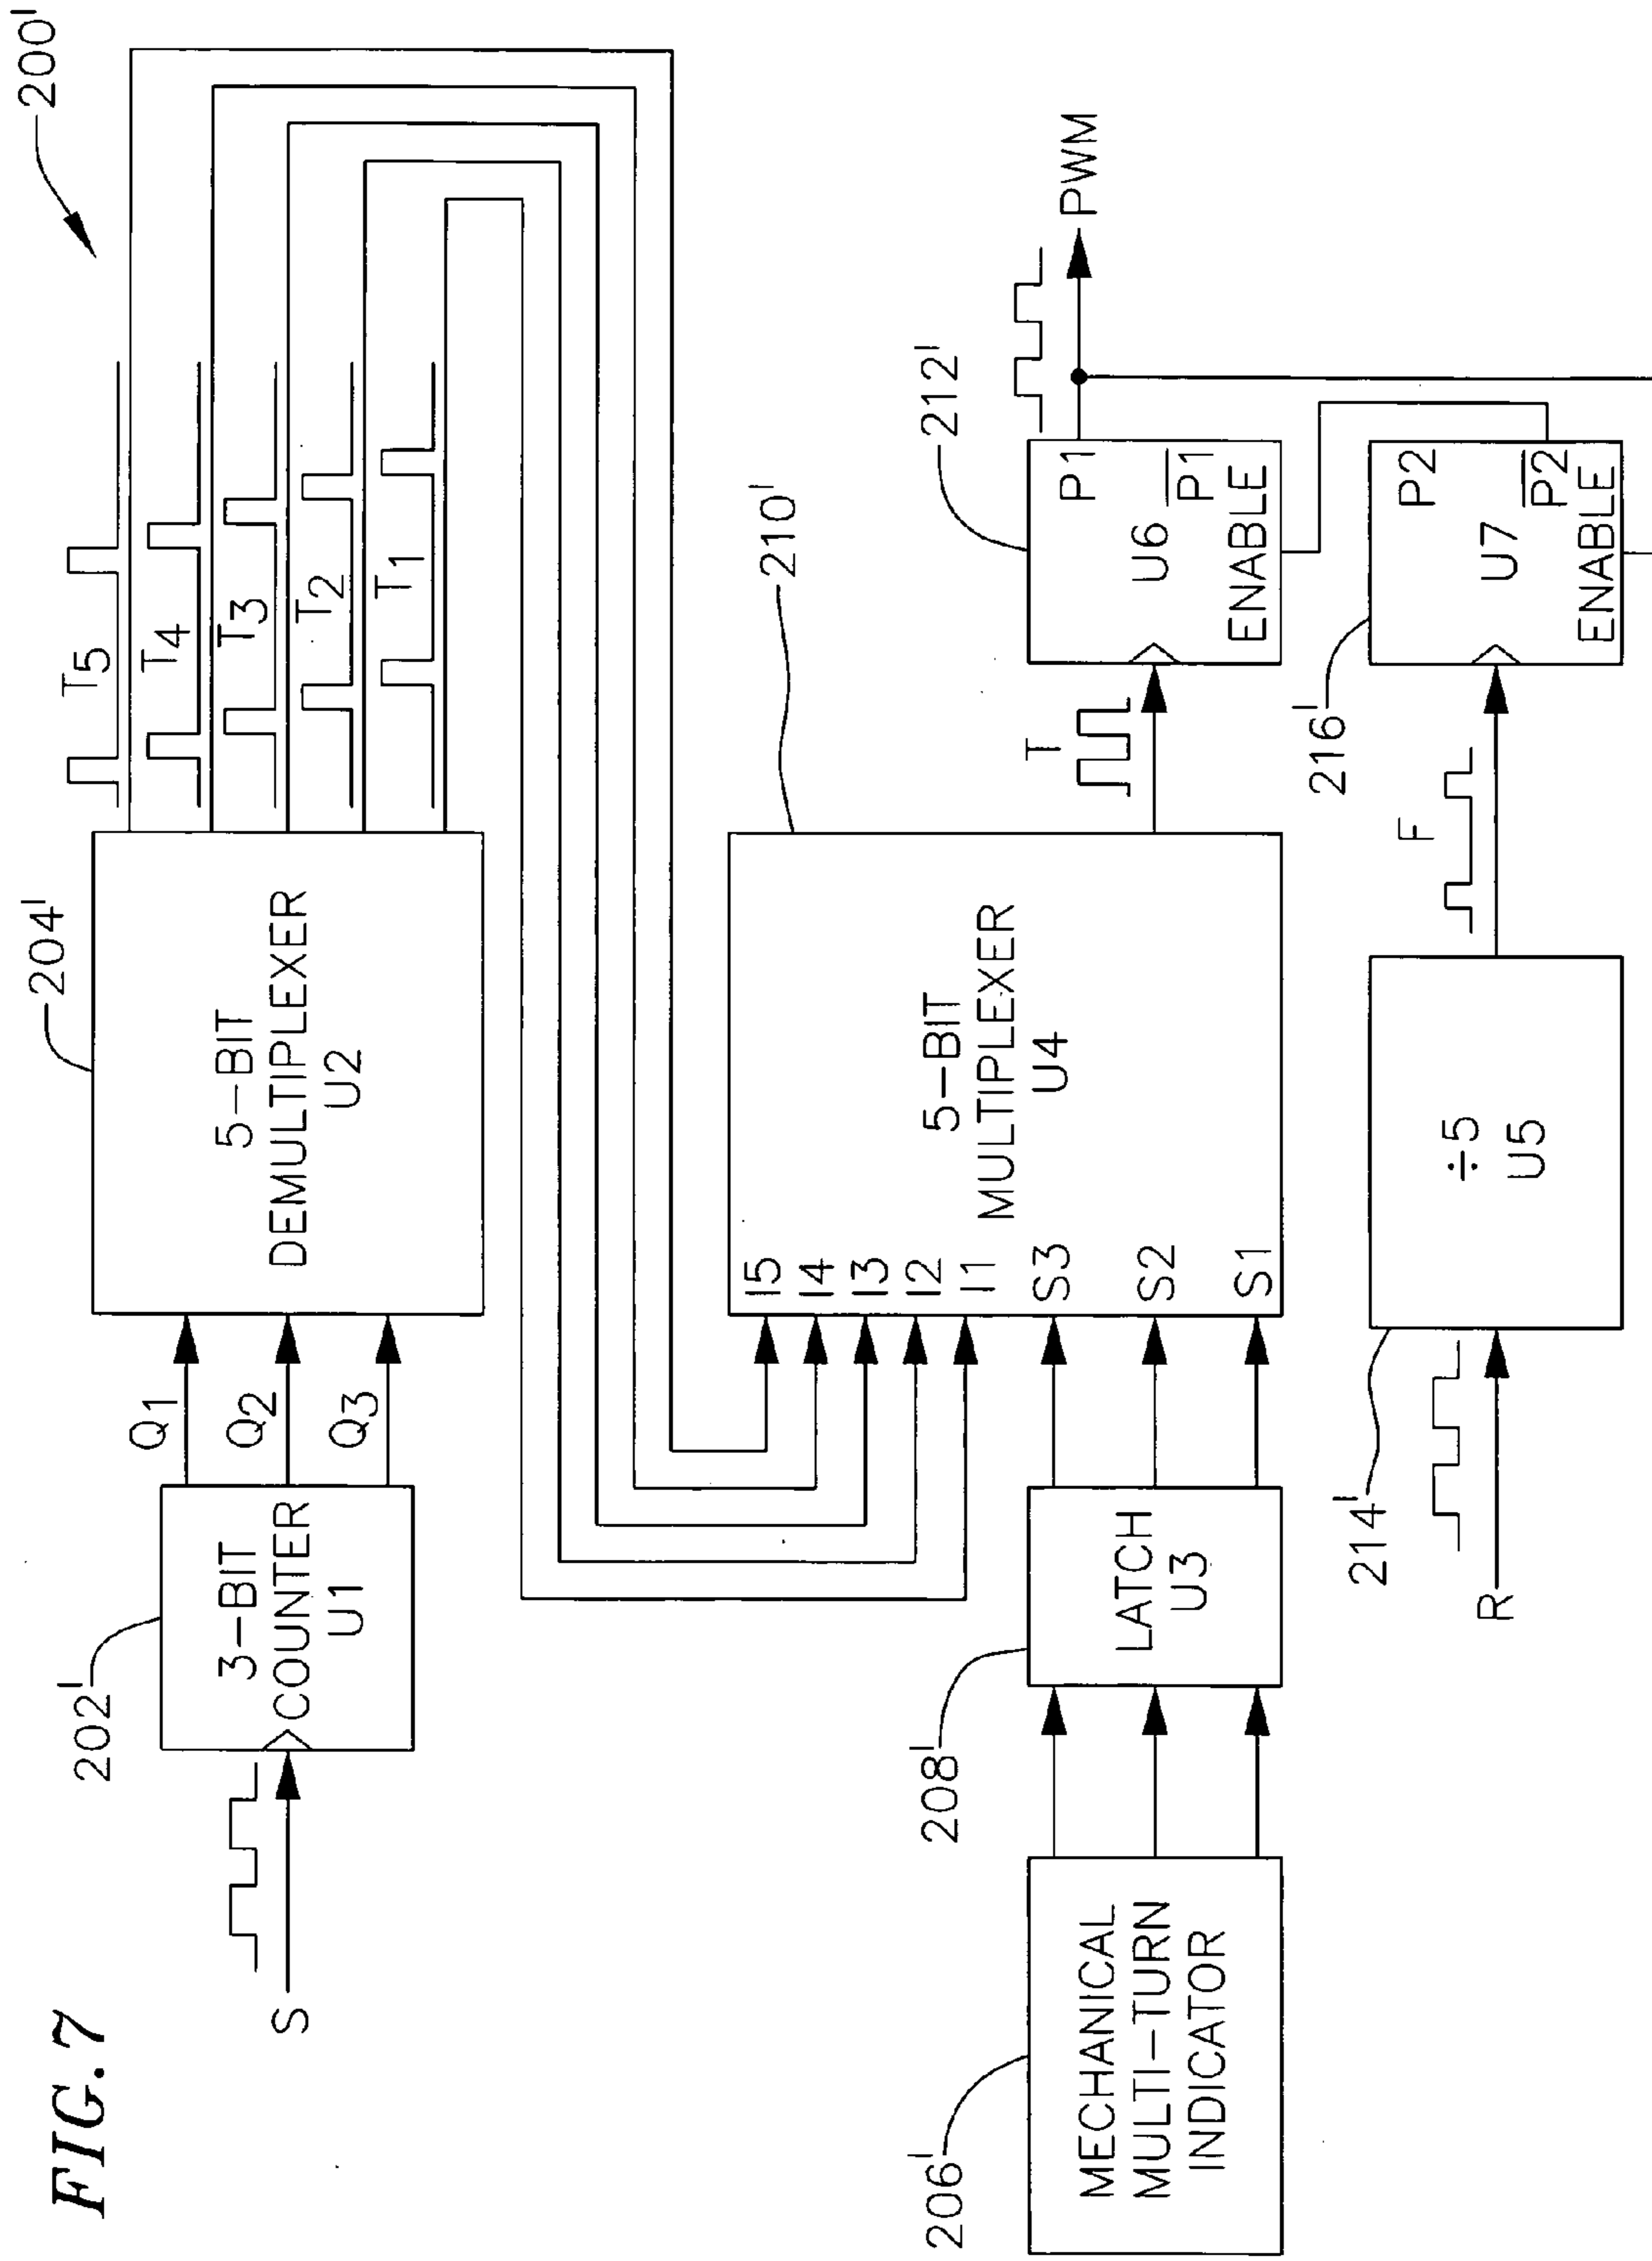 FIG. 7
200'
202'
S
3-BIT
COUNTER
U1
Q1
Q2
Q3
204'
5-BIT
DEMULTIPLEXER
U2
T5
T4
T3
T2
T1
206'
MECHANICAL
MULTI-TURN
INDICATOR
208'
LATCH
U3
210'
I5
I4
I3
I2
I1
S3
S2
S1
5-BIT
MULTIPLEXER
U4
T
212'
P1
U6
P1
ENABLE
PWM
R
214'
÷5
U5
F
216'
P2
U7
P2
ENABLE